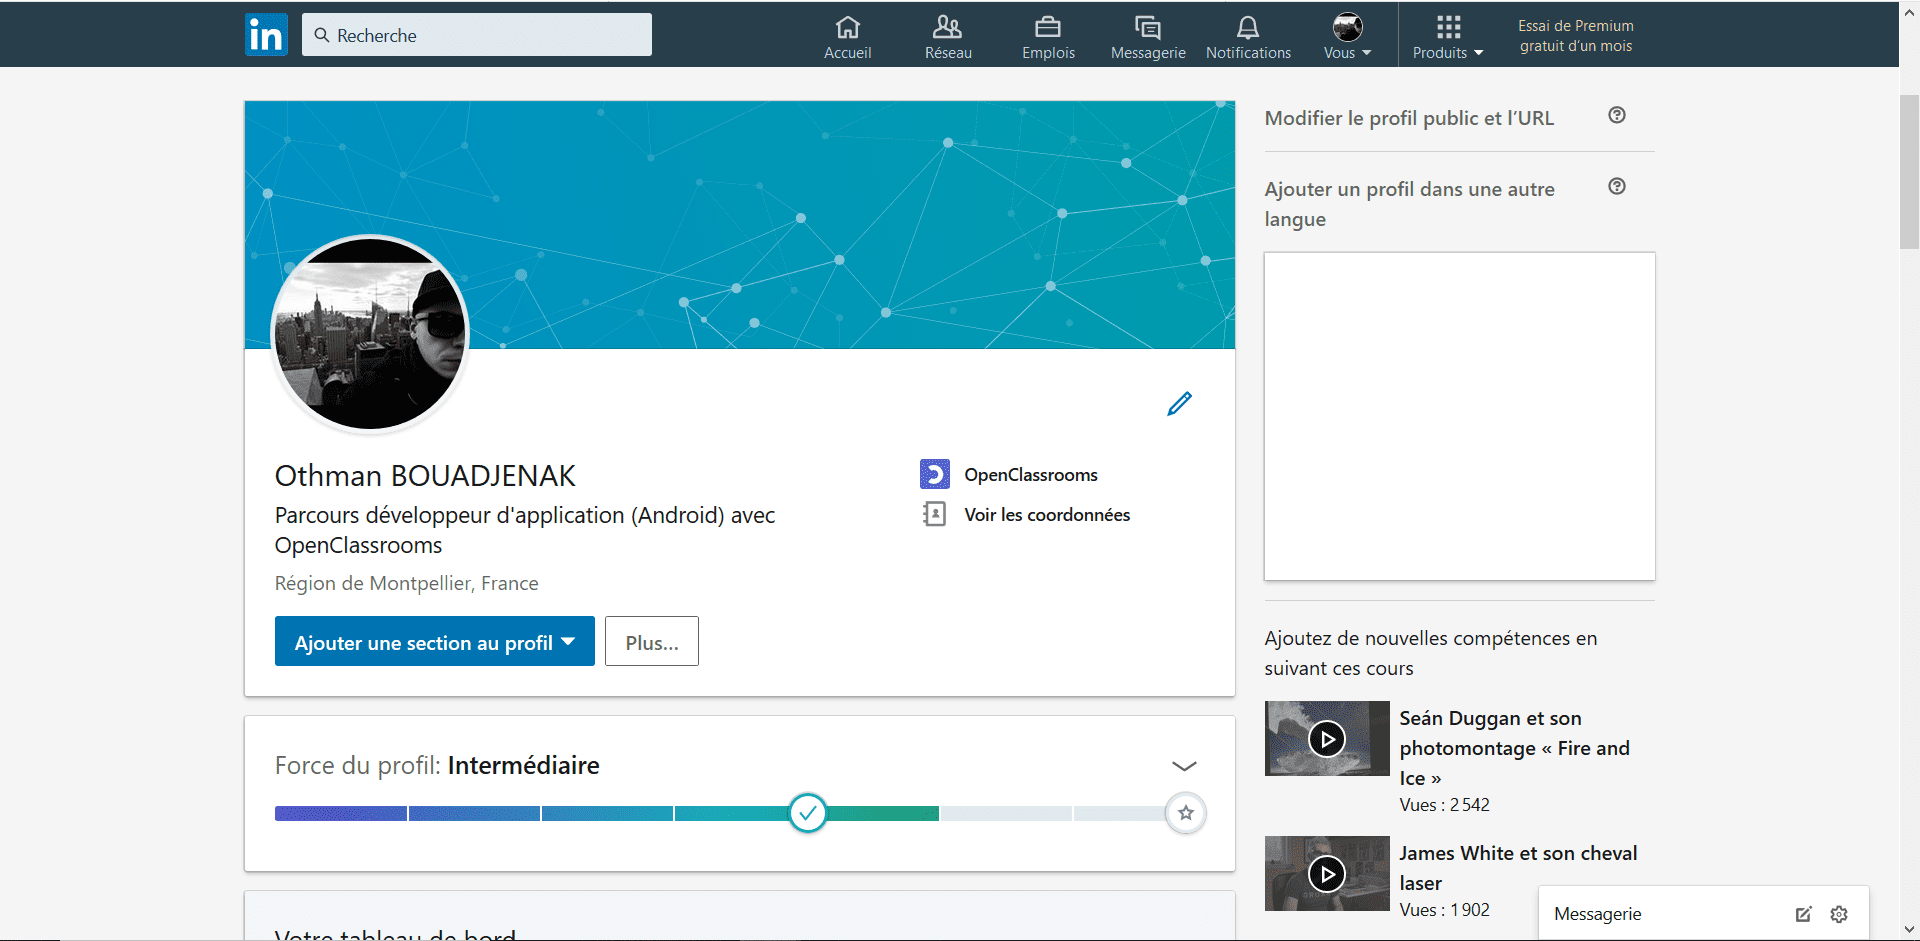 in
Recherche
Accueil
Réseau
Emplois
Messagerie
Notifications
Vous
Produits
Essai de Premium
gratuit d’un mois
Othman BOUADJENAK
Parcours développeur d'application (Android) avec
OpenClassrooms
Région de Montpellier, France
Ajouter une section au profil
Plus...
OpenClassrooms
Voir les coordonnées
Force du profil: Intermédiaire
Votre tableau de bord
Modifier le profil public et l’URL
Ajouter un profil dans une autre
langue
Ajoutez de nouvelles compétences en
suivant ces cours
Seán Duggan et son
photomontage « Fire and
Ice »
Vues : 2 542
James White et son cheval
laser
Vues : 1 902
Messagerie